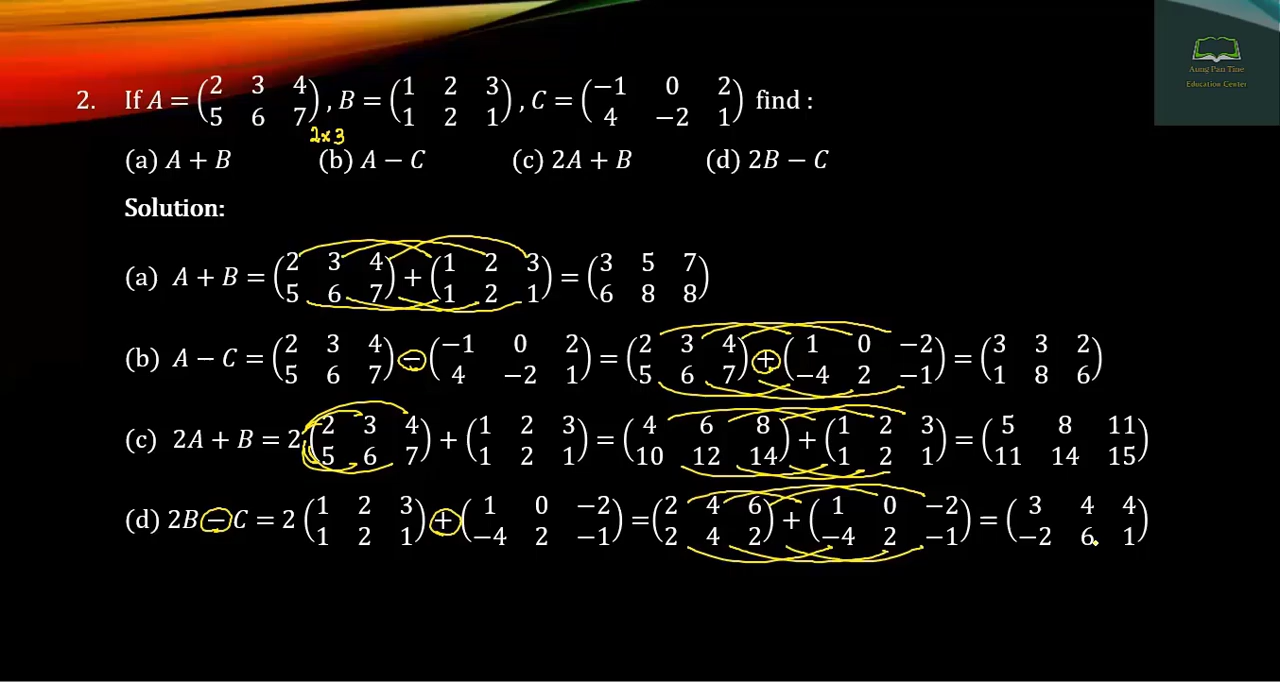 Aung Pan Tine
Education Center
2. If A = (2 3 4; 5 6 7), B = (1 2 3; 1 2 1), C = (−1 0 2; 4 −2 1) find :
2×3
(a) A + B (b) A − C (c) 2A + B (d) 2B − C
Solution:
(a) A + B = (2 3 4; 5 6 7) + (1 2 3; 1 2 1) = (3 5 7; 6 8 8)
(b) A − C = (2 3 4; 5 6 7) − (−1 0 2; 4 −2 1) = (2 3 4; 5 6 7) + (1 0 −2; −4 2 −1) = (3 3 2; 1 8 6)
(c) 2A + B = 2 (2 3 4; 5 6 7) + (1 2 3; 1 2 1) = (4 6 8; 10 12 14) + (1 2 3; 1 2 1) = (5 8 11; 11 14 15)
(d) 2B − C = 2 (1 2 3; 1 2 1) + (1 0 −2; −4 2 −1) = (2 4 6; 2 4 2) + (1 0 −2; −4 2 −1) = (3 4 4; −2 6 1)